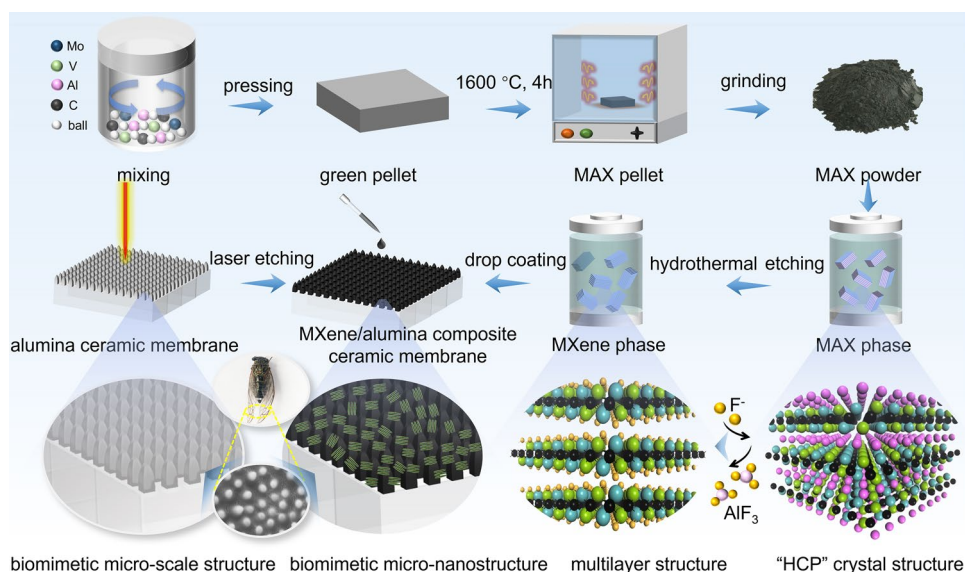 Mo
V
Al
C
ball
pressing
1600 °C, 4h
grinding
mixing
green pellet
MAX pellet
MAX powder
laser etching
drop coating
hydrothermal etching
alumina ceramic membrane
MXene/alumina composite
ceramic membrane
MXene phase
MAX phase
F-
AlF3
biomimetic micro-scale structure
biomimetic micro-nanostructure
multilayer structure
“HCP” crystal structure